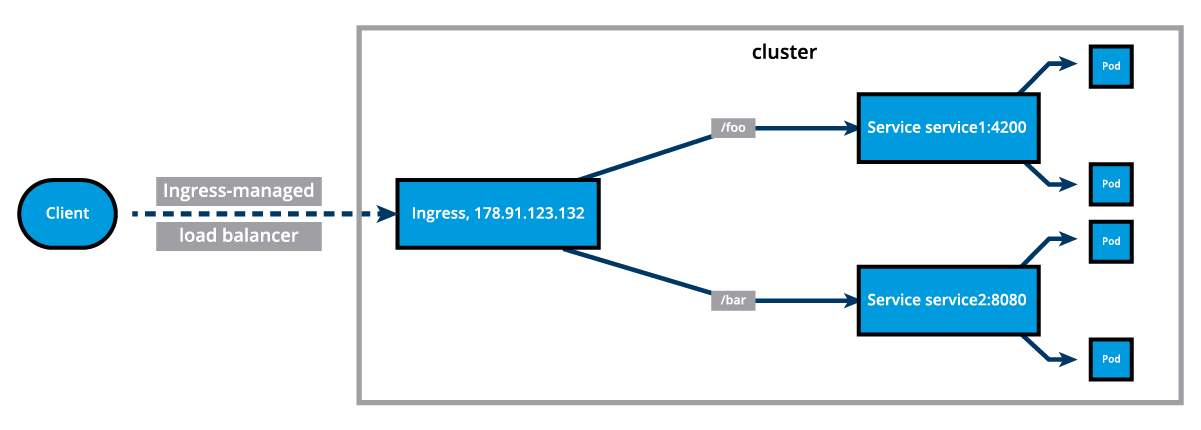 cluster
Client
Ingress-managed
load balancer
Ingress, 178.91.123.132
/foo
Service service1:4200
Pod
Pod
/bar
Service service2:8080
Pod
Pod